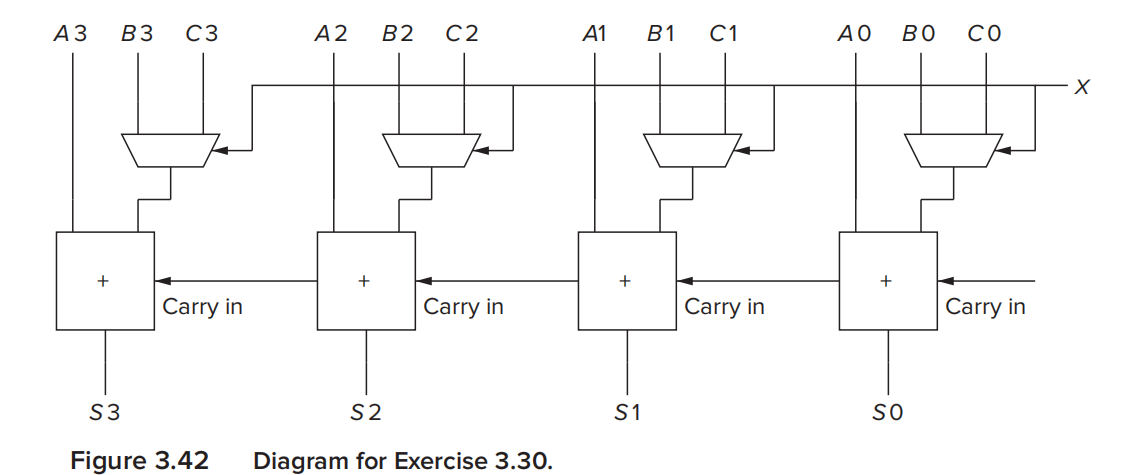 A3 B3 C3 A2 B2 C2 A1 B1 C1 A0 B0 C0
X
+ + + +
Carry in Carry in Carry in Carry in
S3 S2 S1 S0
Figure 3.42 Diagram for Exercise 3.30.